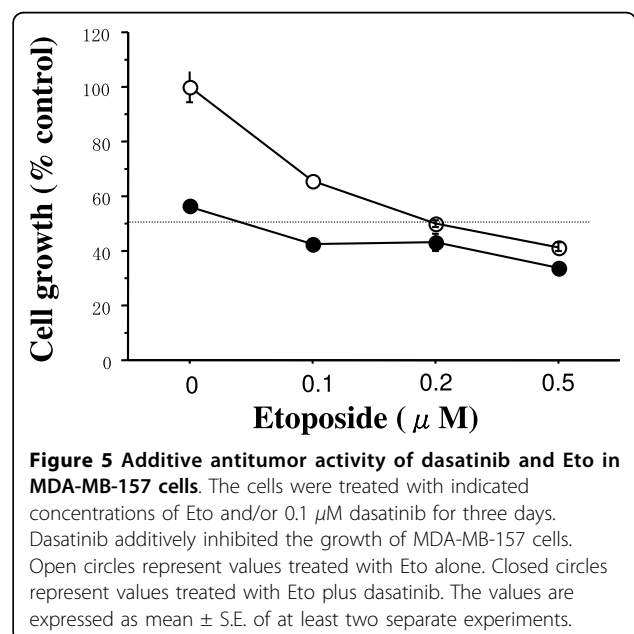 120
100
80
60
40
20
0
Cell growth (% control)
0 0.1 0.2 0.5
Etoposide ( μ M)
Figure 5 Additive antitumor activity of dasatinib and Eto in
MDA-MB-157 cells. The cells were treated with indicated
concentrations of Eto and/or 0.1 μM dasatinib for three days.
Dasatinib additively inhibited the growth of MDA-MB-157 cells.
Open circles represent values treated with Eto alone. Closed circles
represent values treated with Eto plus dasatinib. The values are
expressed as mean ± S.E. of at least two separate experiments.